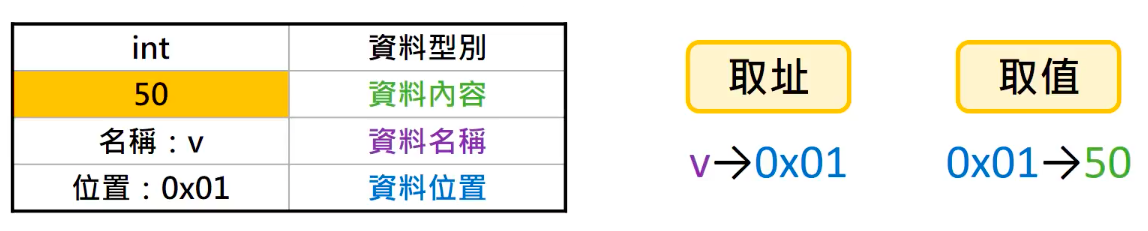 int 資料型別
50 資料內容
名稱：v 資料名稱
位置：0x01 資料位置
取址 取值
v→0x01 0x01→50